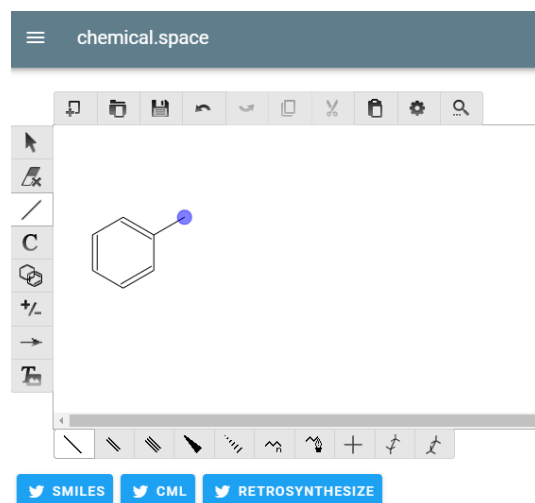 chemical.space
C
+/-
T
n
SMILES
CML
RETROSYNTHESIZE